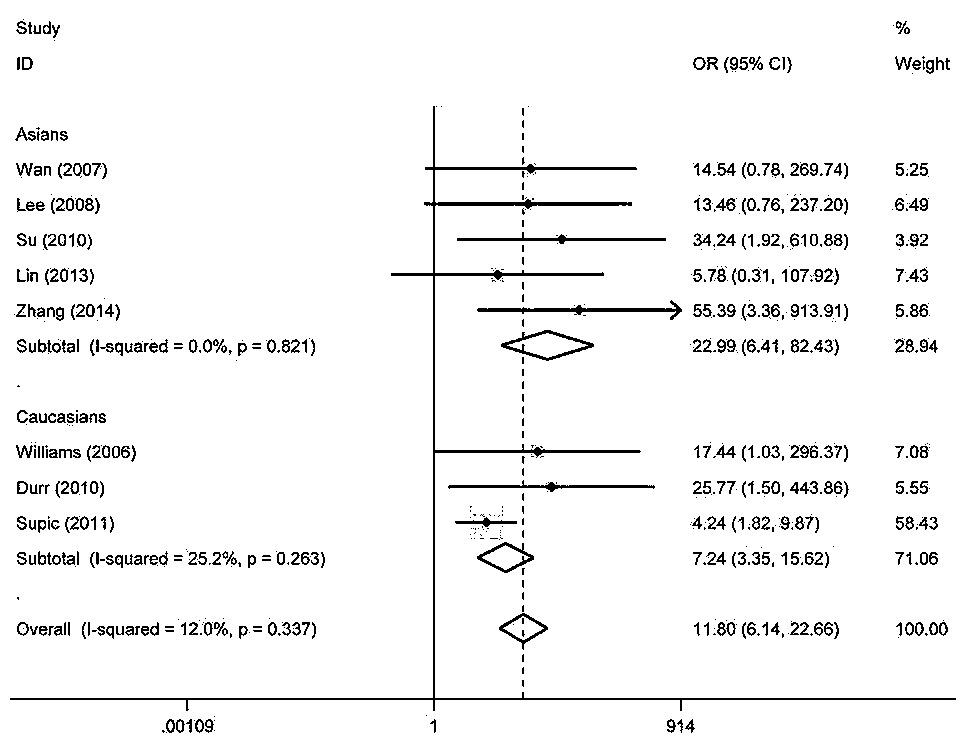 Study %
ID OR (95% CI) Weight
Asians
Wan (2007) 14.54 (0.78, 269.74) 5.25
Lee (2008) 13.46 (0.76, 237.20) 6.49
Su (2010) 34.24 (1.92, 610.88) 3.92
Lin (2013) 5.78 (0.31, 107.92) 7.43
Zhang (2014) 55.39 (3.36, 913.91) 5.86
Subtotal (I-squared = 0.0%, p = 0.821) 22.99 (6.41, 82.43) 28.94
.
Caucasians
Williams (2006) 17.44 (1.03, 296.37) 7.08
Durr (2010) 25.77 (1.50, 443.86) 5.55
Supic (2011) 4.24 (1.82, 9.87) 58.43
Subtotal (I-squared = 25.2%, p = 0.263) 7.24 (3.35, 15.62) 71.06
.
Overall (I-squared = 12.0%, p = 0.337) 11.80 (6.14, 22.66) 100.00
.00109 1 914